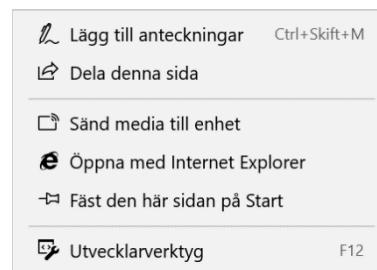 Lägg till anteckningar Ctrl+Skift+M
Dela denna sida
Sänd media till enhet
Öppna med Internet Explorer
Fäst den här sidan på Start
Utvecklarverktyg F12